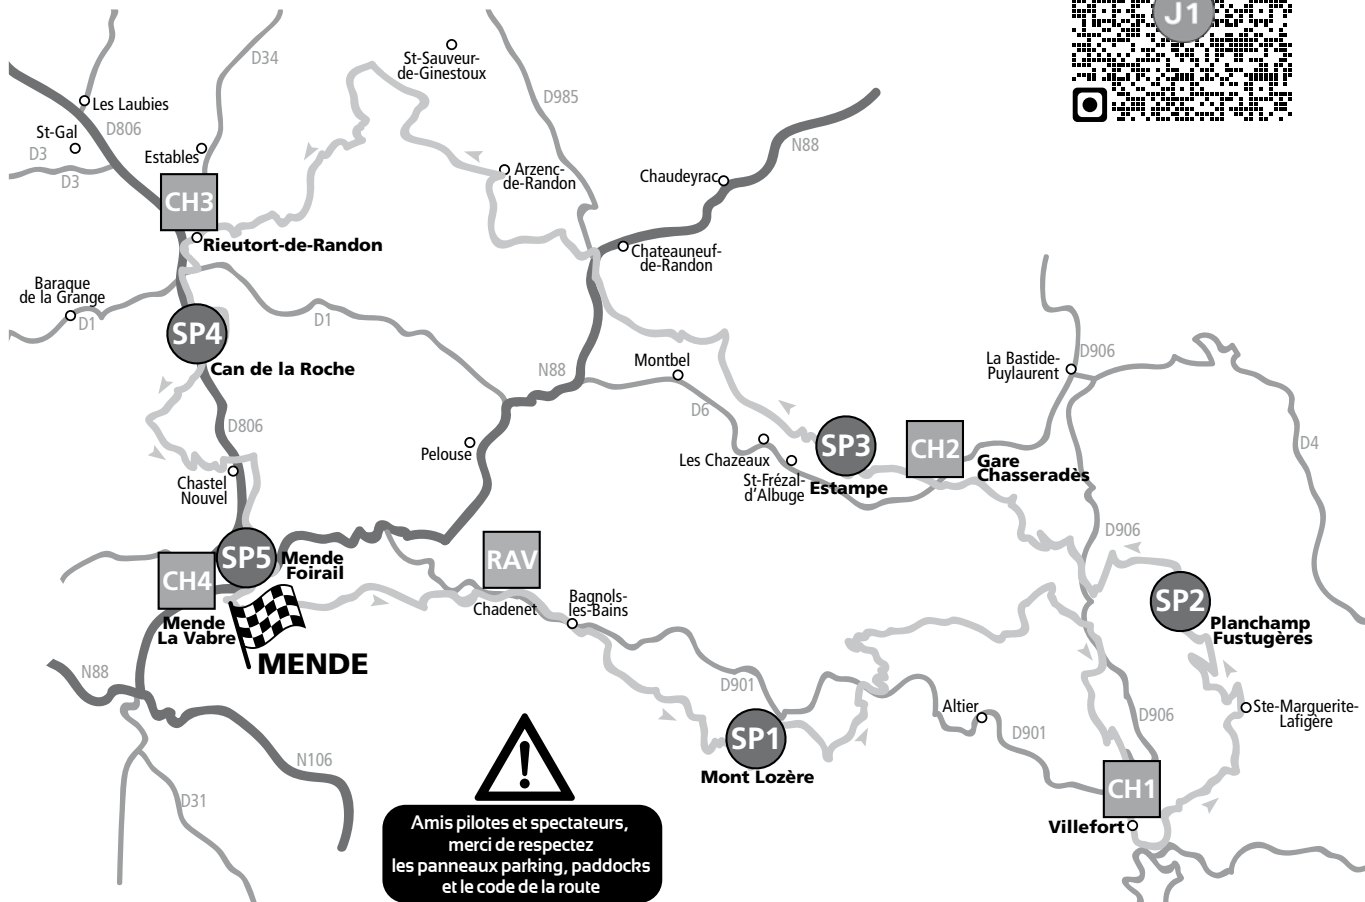 J1
D34
St-Sauveur-
de-Ginestoux
D985
Les Laubies
D806
St-Gal
D3
D3
Estables
N88
Arzenc-
de-Randon
Chaudeyrac
CH3
Rieutort-de-Randon
Chateauneuf-
de-Randon
Baraque
de la Grange
D1
D1
SP4
Can de la Roche
N88
Montbel
La Bastide-
Puylaurent
D906
D6
D806
D4
Pelouse
Les Chazeaux
SP3
CH2
Gare
Chasseradès
St-Frézal-
d'Albuge
Estampe
Chastel
Nouvel
D906
SP5
Mende
Foirail
RAV
CH4
Chadenet
Bagnols-
les-Bains
SP2
Planchamp
Fustugères
Mende
La Vabre
MENDE
N88
D901
Altier
D901
D906
Ste-Marguerite-
Lafigère
SP1
Mont Lozère
N106
D31
CH1
Villefort
!
Amis pilotes et spectateurs,
merci de respectez
les panneaux parking, paddocks
et le code de la route